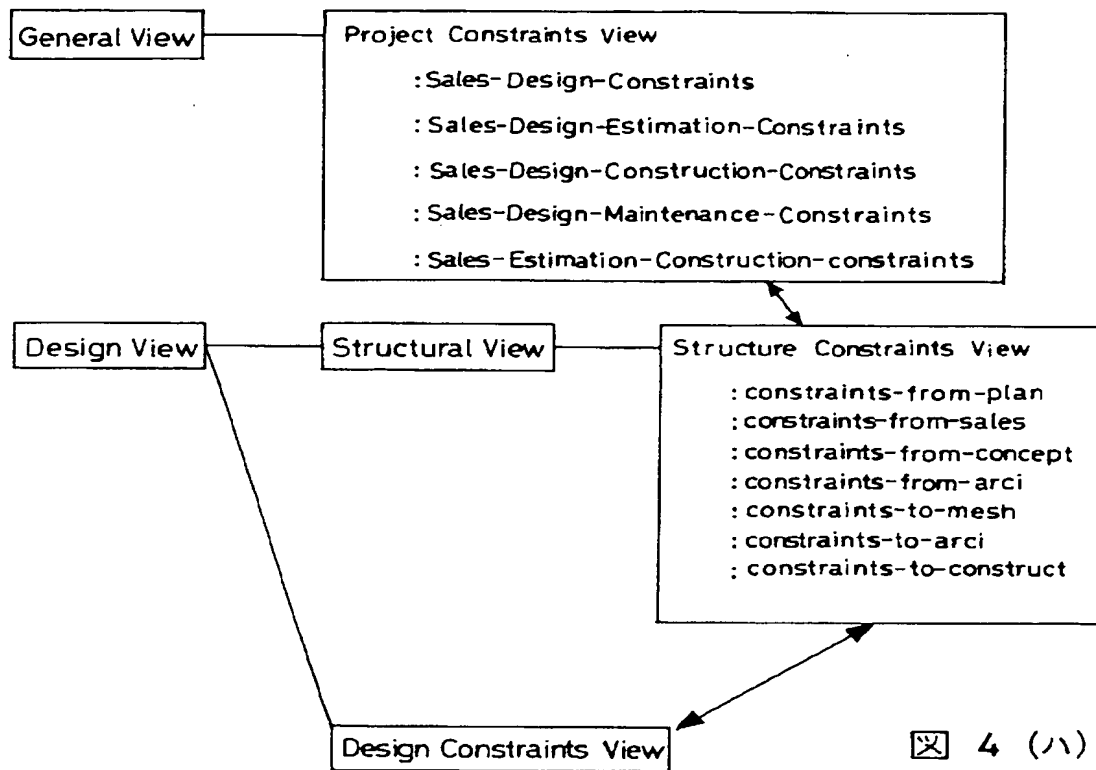 General View
Project Constraints View
:Sales-Design-Constraints
:Sales-Design-Estimation-Constraints
:Sales-Design-Construction-Constraints
:Sales-Design-Maintenance-Constraints
:Sales-Estimation-Construction-constraints
Design View
Structural View
Structure Constraints View
:constraints-from-plan
:constraints-from-sales
:constraints-from-concept
:constraints-from-arci
:constraints-to-mesh
:constraints-to-arci
:constraints-to-construct
Design Constraints View
図 4 (ハ)